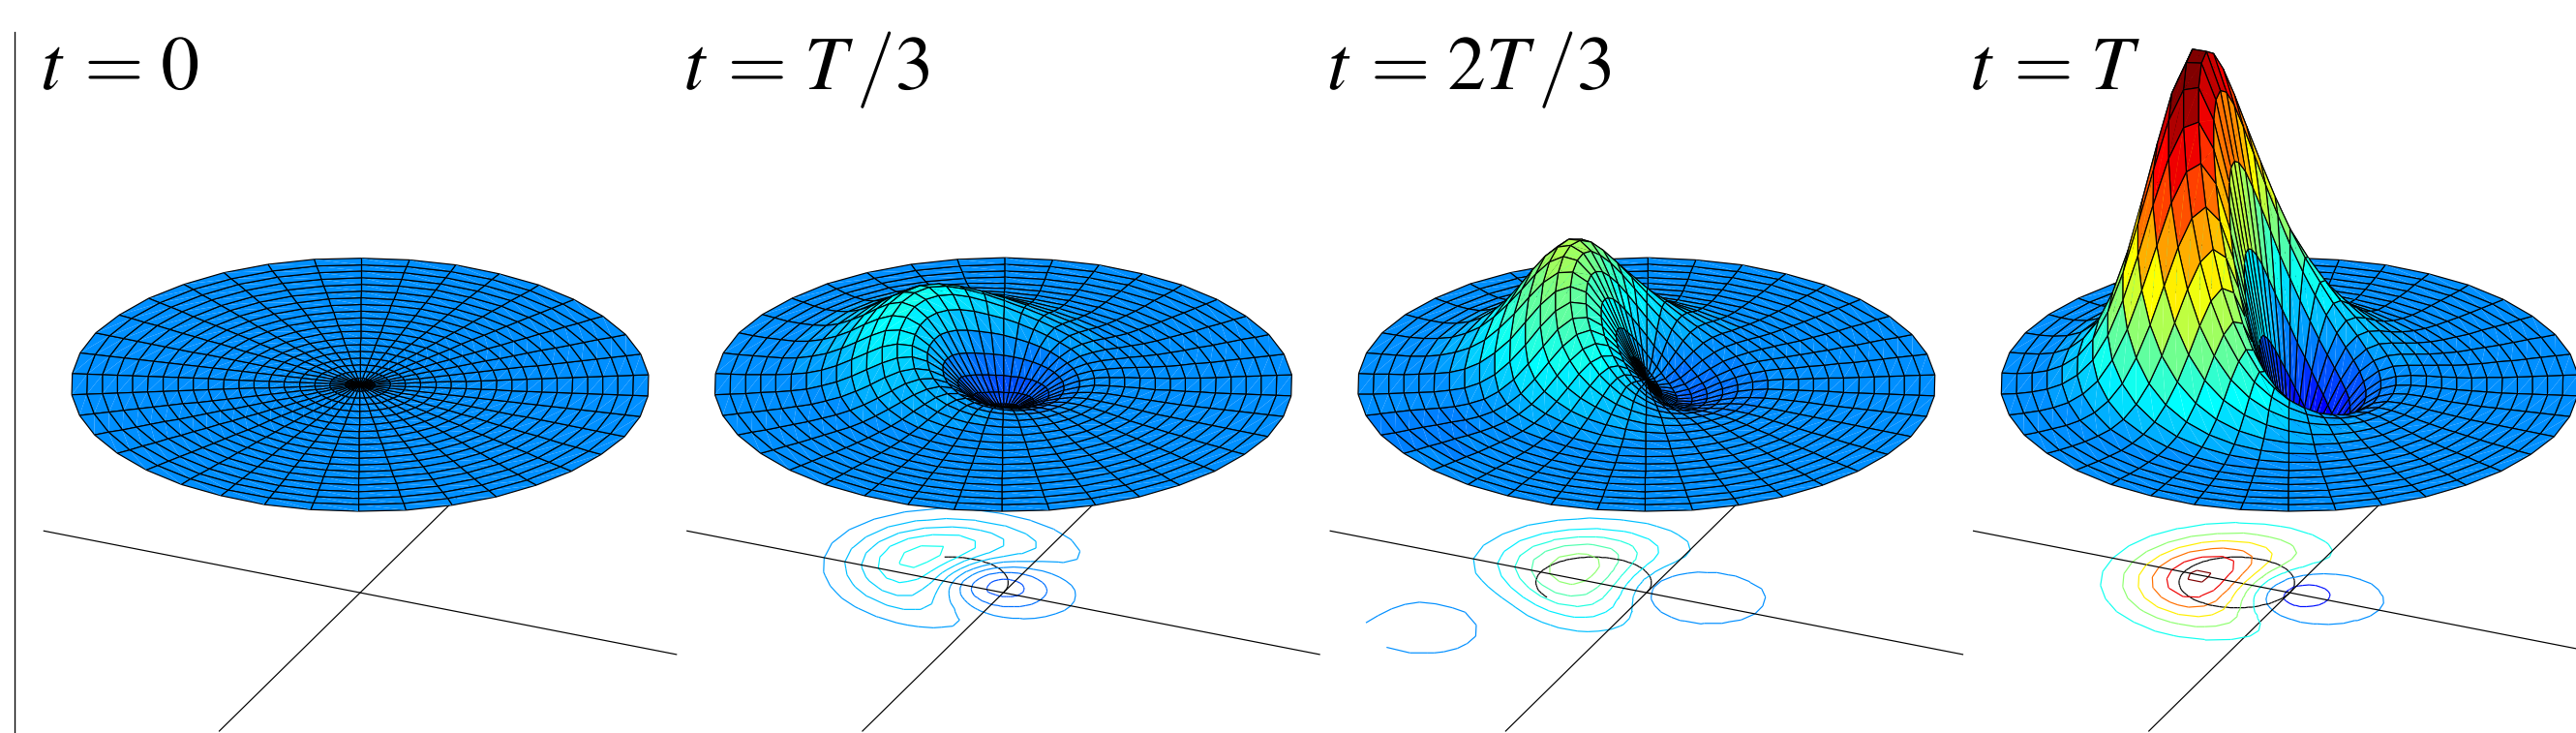 t = 0
t = T/3
t = 2T/3
t = T